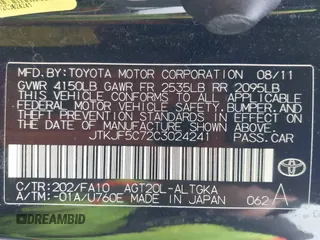 MFD. BY: TOYOTA MOTOR CORPORATION 08/11
GVWR 4150LB GAWR FR 2535LB RR 2095LB
THIS VEHICLE CONFORMS TO ALL APPLICABLE
FEDERAL MOTOR VEHICLE SAFETY, BUMPER, AND
THEFT PREVENTION STANDARDS IN EFFECT ON
THE DATE OF MANUFACTURE SHOWN ABOVE.
JTKJF5C72C3024241 PASS. CAR
C/TR: 202/FA10 AGT20L-ALTGKA
A/TM: -01A/U760E MADE IN JAPAN 062 A
DREAMBID